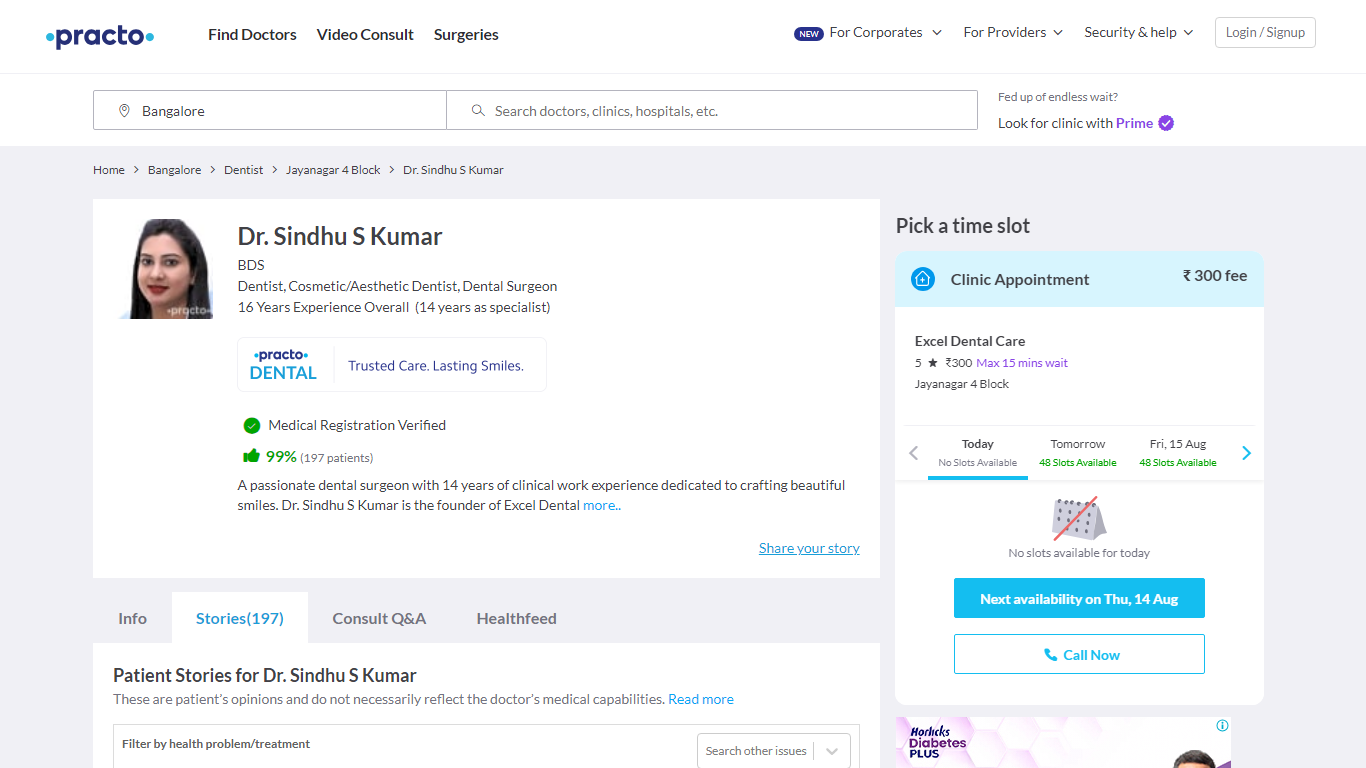 practo
Find Doctors
Video Consult
Surgeries
NEW For Corporates
For Providers
Security & help
Login / Signup
Bangalore
Search doctors, clinics, hospitals, etc.
Fed up of endless wait?
Look for clinic with Prime
Home > Bangalore > Dentist > Jayanagar 4 Block > Dr. Sindhu S Kumar
•practo•
Dr. Sindhu S Kumar
BDS
Dentist, Cosmetic/Aesthetic Dentist, Dental Surgeon
16 Years Experience Overall (14 years as specialist)
•practo•
DENTAL
Trusted Care. Lasting Smiles.
Medical Registration Verified
99% (197 patients)
A passionate dental surgeon with 14 years of clinical work experience dedicated to crafting beautiful
smiles. Dr. Sindhu S Kumar is the founder of Excel Dental more..
Share your story
Info
Stories(197)
Consult Q&A
Healthfeed
Patient Stories for Dr. Sindhu S Kumar
These are patient's opinions and do not necessarily reflect the doctor's medical capabilities. Read more
Filter by health problem/treatment
Search other issues
Pick a time slot
Clinic Appointment
₹ 300 fee
Excel Dental Care
5 ★ ₹300 Max 15 mins wait
Jayanagar 4 Block
Today
No Slots Available
Tomorrow
48 Slots Available
Fri, 15 Aug
48 Slots Available
No slots available for today
Next availability on Thu, 14 Aug
Call Now
Horlicks
Diabetes
PLUS